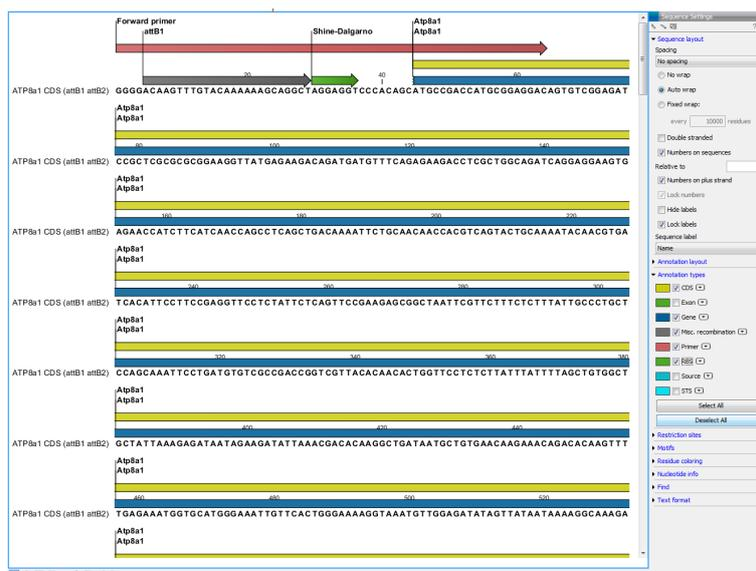 Forward primer
attB1
Shine-Dalgarno
Atp8a1
Atp8a1
20
40
60
ATP8a1 CDS (attB1 attB2) GGGGACAAGTTTGTACAAAAAAGCAGGCTAGGAGGTCCCACAGCATGCCGACCATGCGGAGGACAGTGTCGGAGAT
Atp8a1
Atp8a1
80
100
120
140
ATP8a1 CDS (attB1 attB2) CCGCTCGCGCGCGGAAGGTTATGAGAAGACAGATGATGTTTCAGAGAAGACCTCGCTGGCAGATCAGGAGGAAGTG
Atp8a1
Atp8a1
160
180
200
220
ATP8a1 CDS (attB1 attB2) AGAACCATCTTCATCAACCAGCCTCAGCTGACAAAATTCTGCAACAACCACGTCAGTACTGCAAAATACAACGTGA
Atp8a1
Atp8a1
240
260
280
300
ATP8a1 CDS (attB1 attB2) TCACATTCCTTCCGAGGTTCCTCTATTCTCAGTTCCGAAGAGCGGCTAATTCGTTCTTTCTCTTTATTGCCCTGCT
Atp8a1
Atp8a1
320
340
360
380
ATP8a1 CDS (attB1 attB2) CCAGCAAATTCCTGATGTGTCGCCGACCGGTCGTTACACAACACTGGTTCCTCTCTTATTTATTTTAGCTGTGGCT
Atp8a1
Atp8a1
400
420
440
ATP8a1 CDS (attB1 attB2) GCTATTAAAGAGATAATAGAAGATATTAAACGACACAAGGCTGATAATGCTGTGAACAAGAAACAGACACAAGTTT
Atp8a1
Atp8a1
460
480
500
520
ATP8a1 CDS (attB1 attB2) TGAGAAATGGTGCATGGGAAATTGTTCACTGGGAAAAGGTAAATGTTGGAGATATAGTTATAATAAAAGGCAAAGA
Atp8a1
Atp8a1
Sequence Settings
Sequence layout
Spacing
No spacing
No wrap
Auto wrap
Fixed wrap:
every 10000 residues
Double stranded
Numbers on sequences
Relative to
Numbers on plus strand
Lock numbers
Hide labels
Lock labels
Sequence label
Name
Annotation layout
Annotation types
CDS
Exon
Gene
Misc. recombination
Primer
RBS
Source
STS
Select All
Deselect All
Restriction sites
Motifs
Residue coloring
Nucleotide info
Find
Text format